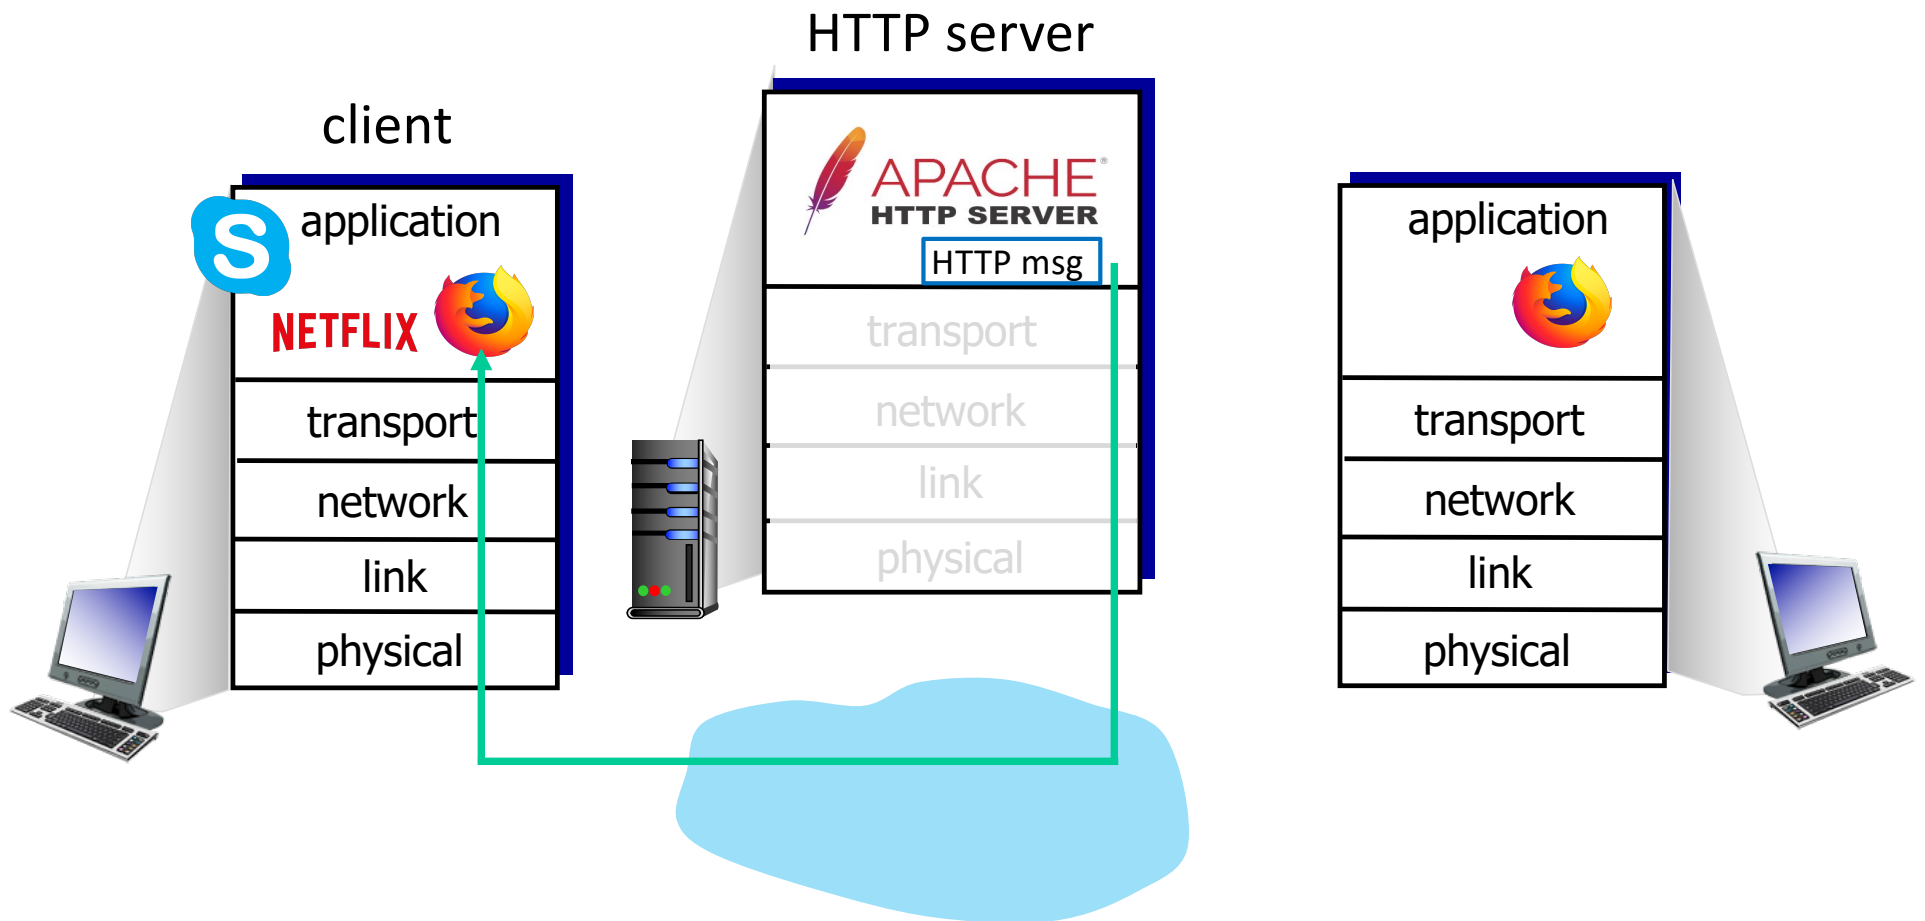 HTTP server
client
APACHE®
HTTP SERVER
HTTP msg
transport
network
link
physical
S
application
NETFLIX
transport
network
link
physical
application
transport
network
link
physical